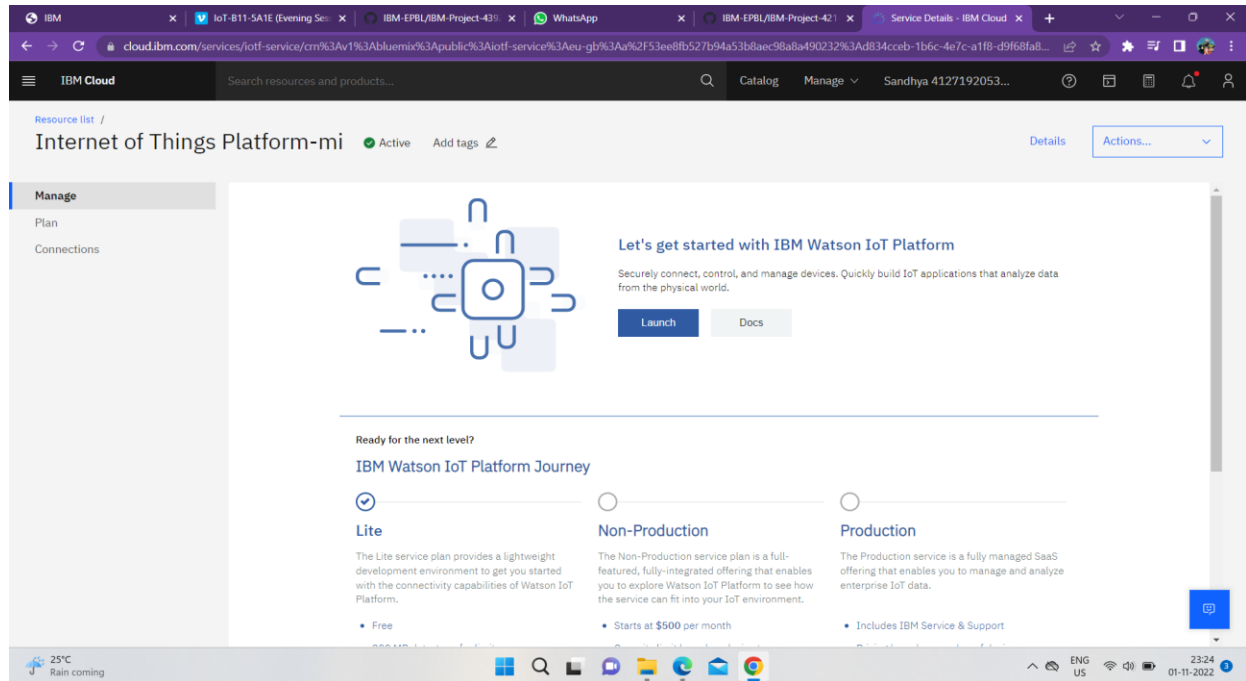 IBM
IoT-B11-5A1E (Evening Ses
IBM-EPBL/IBM-Project-439
WhatsApp
IBM-EPBL/IBM-Project-421
Service Details - IBM Cloud
cloud.ibm.com/services/iotf-service/crn%3Av1%3Abluemix%3Apublic%3Aiotf-service%3Aeu-gb%3Aa%2F53ee8fb527b94a53b8aec98a8a490232%3Ad834cceb-1b6c-4e7c-a1f8-d9f68fa8...
IBM Cloud
Search resources and products...
Catalog
Manage
Sandhya 4127192053...
Resource list /
Internet of Things Platform-mi
Active
Add tags
Details
Actions...
Manage
Plan
Connections
Let's get started with IBM Watson IoT Platform
Securely connect, control, and manage devices. Quickly build IoT applications that analyze data
from the physical world.
Launch
Docs
Ready for the next level?
IBM Watson IoT Platform Journey
Lite
The Lite service plan provides a lightweight
development environment to get you started
with the connectivity capabilities of Watson IoT
Platform.
• Free
Non-Production
The Non-Production service plan is a full-
featured, fully-integrated offering that enables
you to explore Watson IoT Platform to see how
the service can fit into your IoT environment.
• Starts at $500 per month
Production
The Production service is a fully managed SaaS
offering that enables you to manage and analyze
enterprise IoT data.
• Includes IBM Service & Support
25°C
Rain coming
ENG
US
23:24
01-11-2022
3